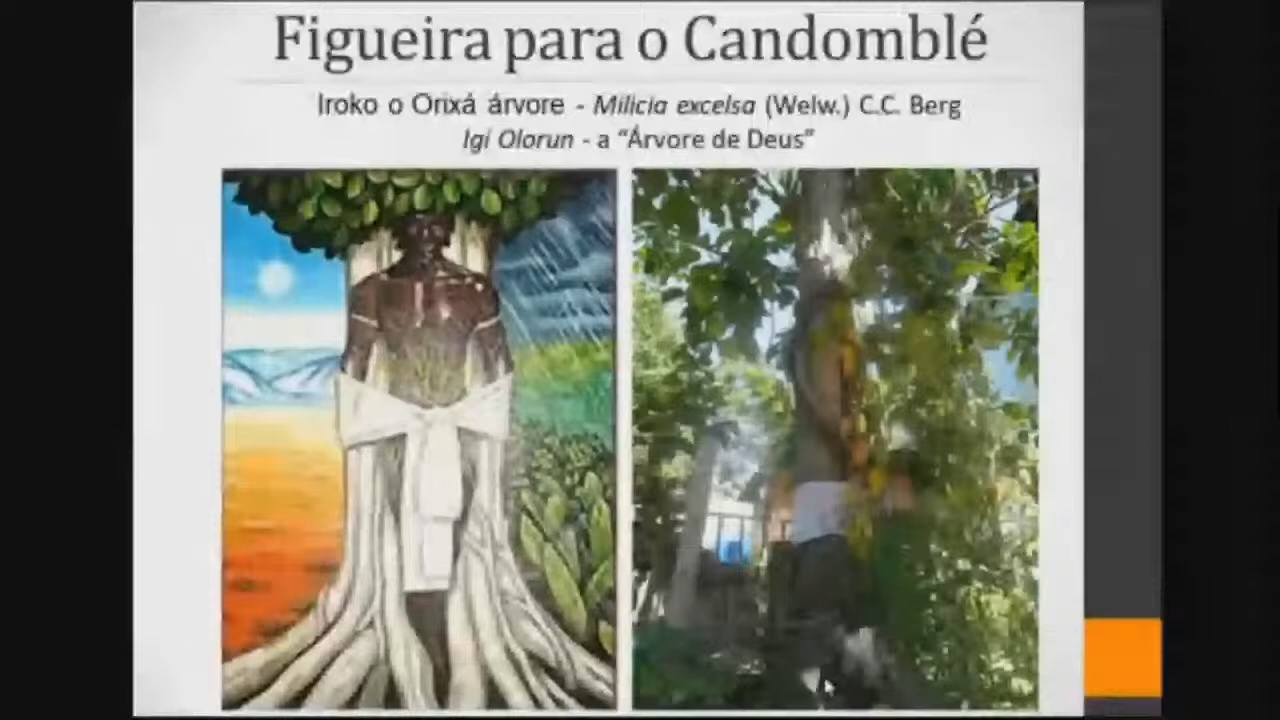 Figueira para o Candomblé
Iroko o Orixá árvore - Milicia excelsa (Welw.) C.C. Berg
Igi Olorun - a “Árvore de Deus”